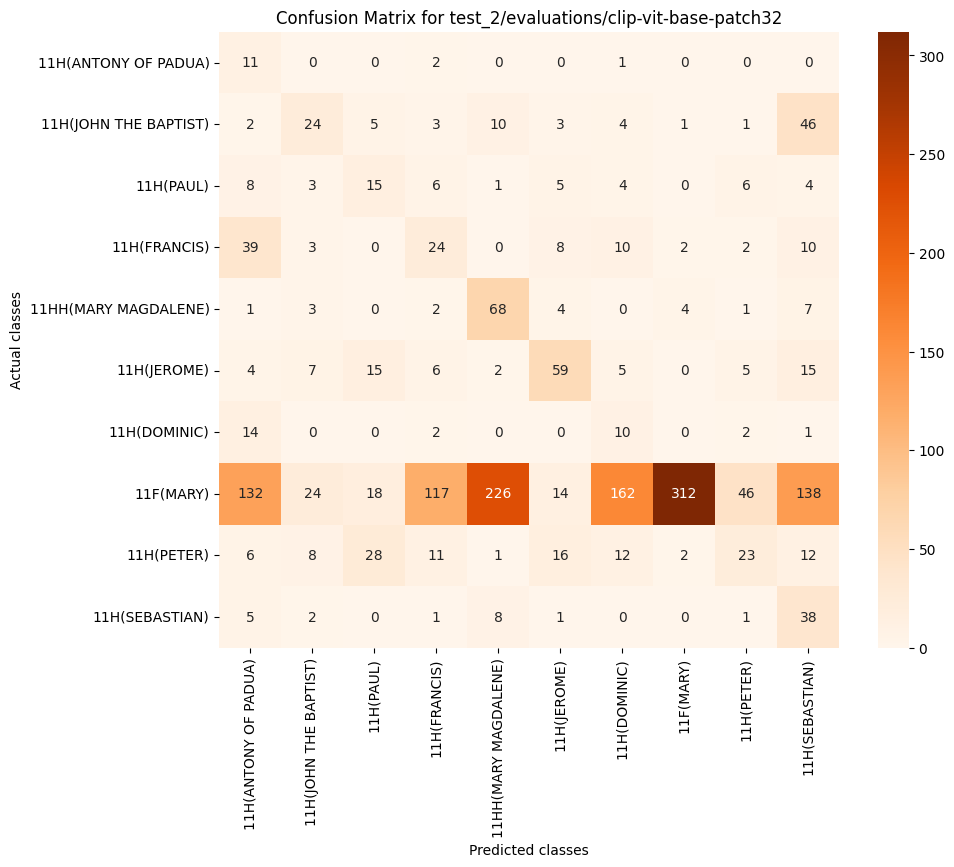 Confusion Matrix for test_2/evaluations/clip-vit-base-patch32
Actual classes
11H(ANTONY OF PADUA) 11 0 0 2 0 0 1 0 0 0
11H(JOHN THE BAPTIST) 2 24 5 3 10 3 4 1 1 46
11H(PAUL) 8 3 15 6 1 5 4 0 6 4
11H(FRANCIS) 39 3 0 24 0 8 10 2 2 10
11HH(MARY MAGDALENE) 1 3 0 2 68 4 0 4 1 7
11H(JEROME) 4 7 15 6 2 59 5 0 5 15
11H(DOMINIC) 14 0 0 2 0 0 10 0 2 1
11F(MARY) 132 24 18 117 226 14 162 312 46 138
11H(PETER) 6 8 28 11 1 16 12 2 23 12
11H(SEBASTIAN) 5 2 0 1 8 1 0 0 1 38
11H(ANTONY OF PADUA)
11H(JOHN THE BAPTIST)
11H(PAUL)
11H(FRANCIS)
11HH(MARY MAGDALENE)
11H(JEROME)
11H(DOMINIC)
11F(MARY)
11H(PETER)
11H(SEBASTIAN)
Predicted classes
300
250
200
150
100
50
0